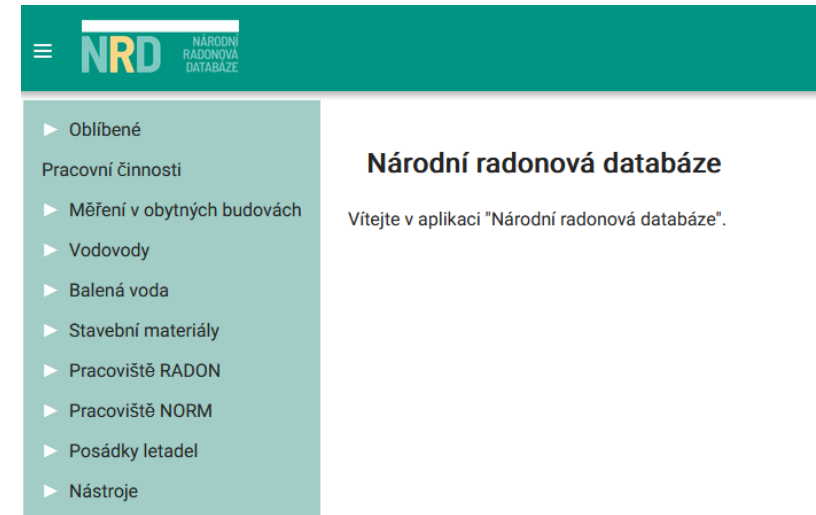 NRD
NÁRODNÍ
RADONOVÁ
DATABÁZE
Oblíbené
Pracovní činnosti
Měření v obytných budovách
Vodovody
Balená voda
Stavební materiály
Pracoviště RADON
Pracoviště NORM
Posádky letadel
Nástroje
Národní radonová databáze
Vítejte v aplikaci "Národní radonová databáze".